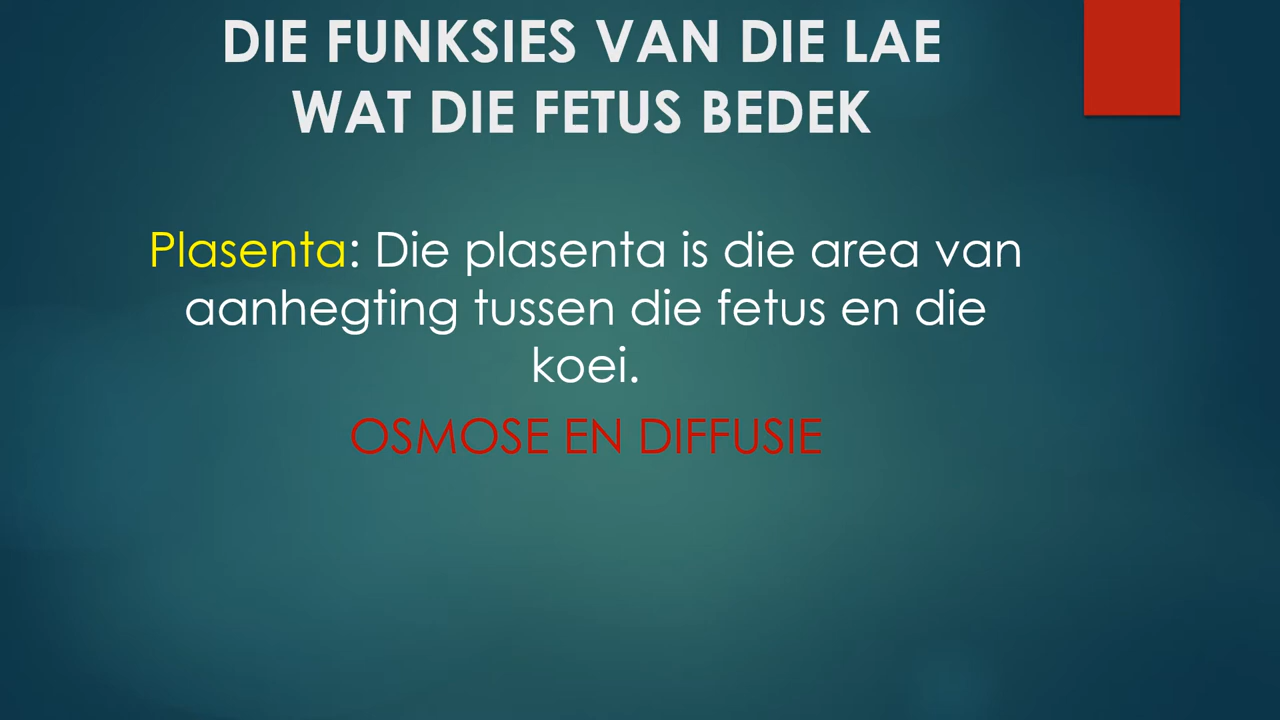 DIE FUNKSIES VAN DIE LAE
WAT DIE FETUS BEDEK
Plasenta: Die plasenta is die area van
aanhegting tussen die fetus en die
koei.
OSMOSE EN DIFFUSIE